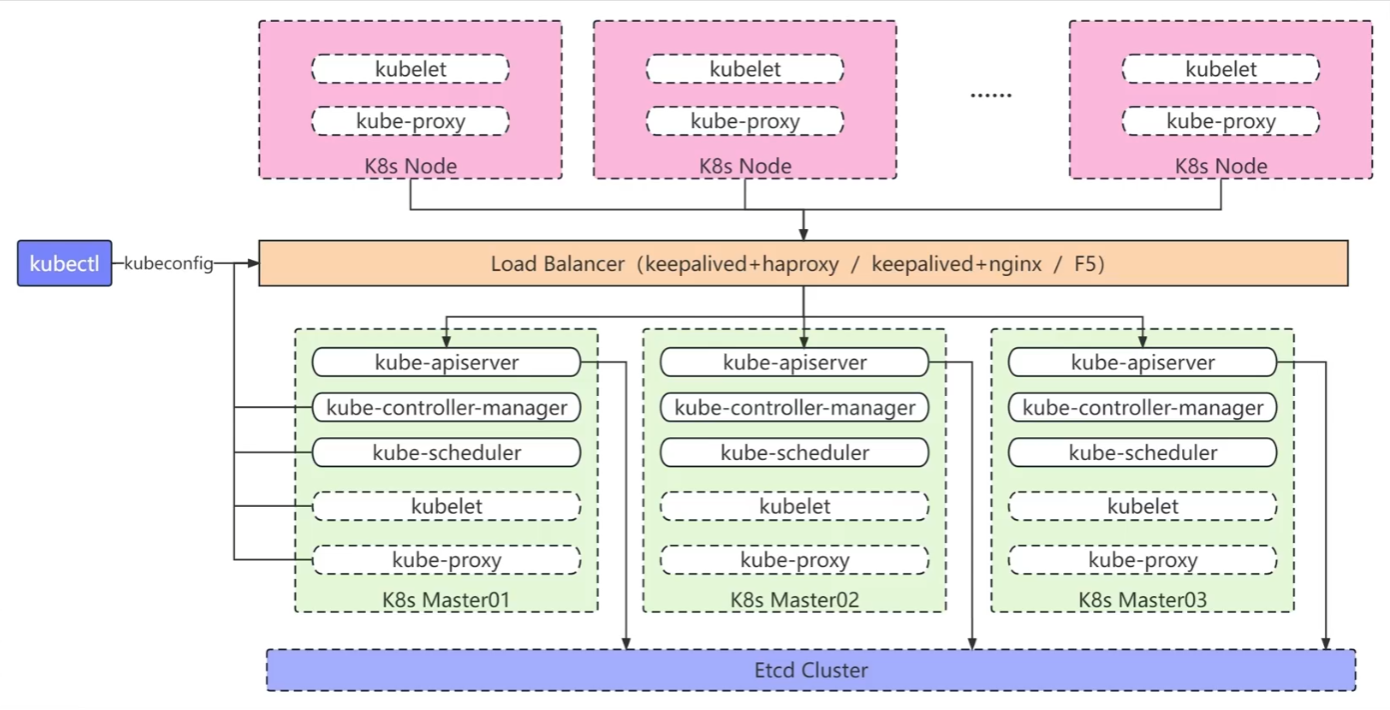 kubelet
kubelet
kubelet
......
kube-proxy
kube-proxy
kube-proxy
K8s Node
K8s Node
K8s Node
kubectl
kubeconfig
Load Balancer（keepalived+haproxy / keepalived+nginx / F5）
kube-apiserver
kube-apiserver
kube-apiserver
kube-controller-manager
kube-controller-manager
kube-controller-manager
kube-scheduler
kube-scheduler
kube-scheduler
kubelet
kubelet
kubelet
kube-proxy
kube-proxy
kube-proxy
K8s Master01
K8s Master02
K8s Master03
Etcd Cluster